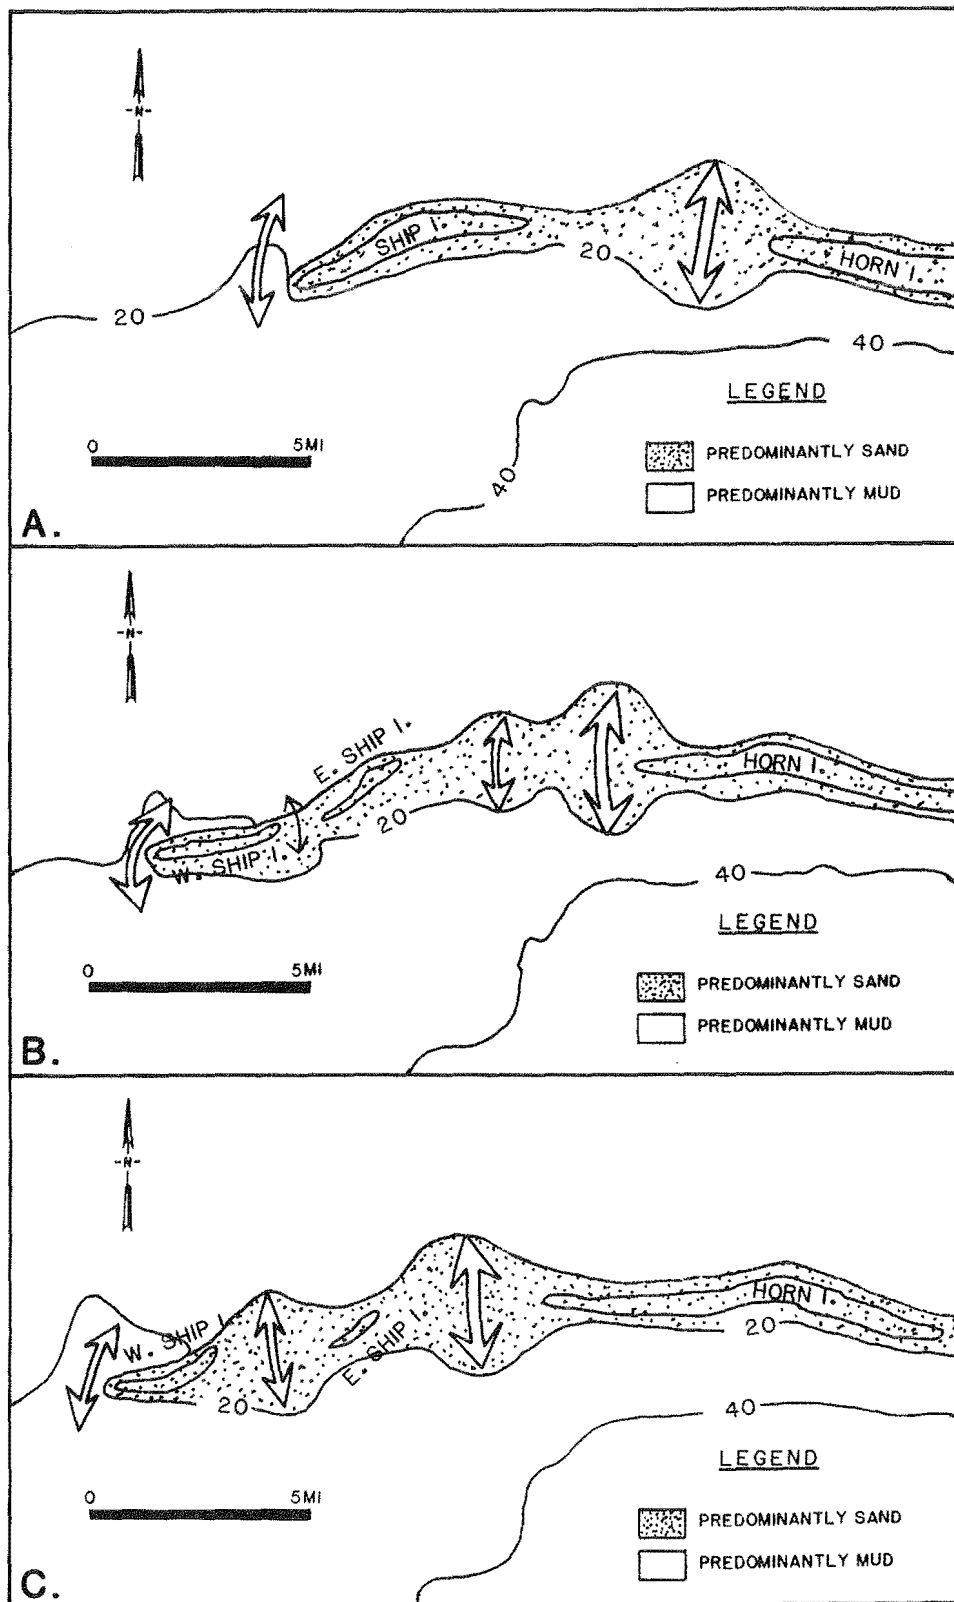 -N-
SHIP I.
HORN I.
20
20
40
40
LEGEND
0 5MI
PREDOMINANTLY SAND
PREDOMINANTLY MUD
A.
-N-
E. SHIP I.
HORN I.
20
W. SHIP I.
40
LEGEND
0 5MI
PREDOMINANTLY SAND
PREDOMINANTLY MUD
B.
-N-
W. SHIP I.
HORN I.
E. SHIP I.
20
20
40
LEGEND
0 5MI
PREDOMINANTLY SAND
PREDOMINANTLY MUD
C.